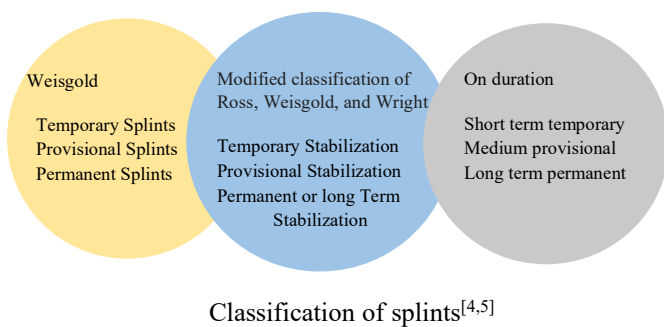 Weisgold
Temporary Splints
Provisional Splints
Permanent Splints
Modified classification of
Ross, Weisgold, and Wright
Temporary Stabilization
Provisional Stabilization
Permanent or long Term
Stabilization
On duration
Short term temporary
Medium provisional
Long term permanent
Classification of splints[4,5]